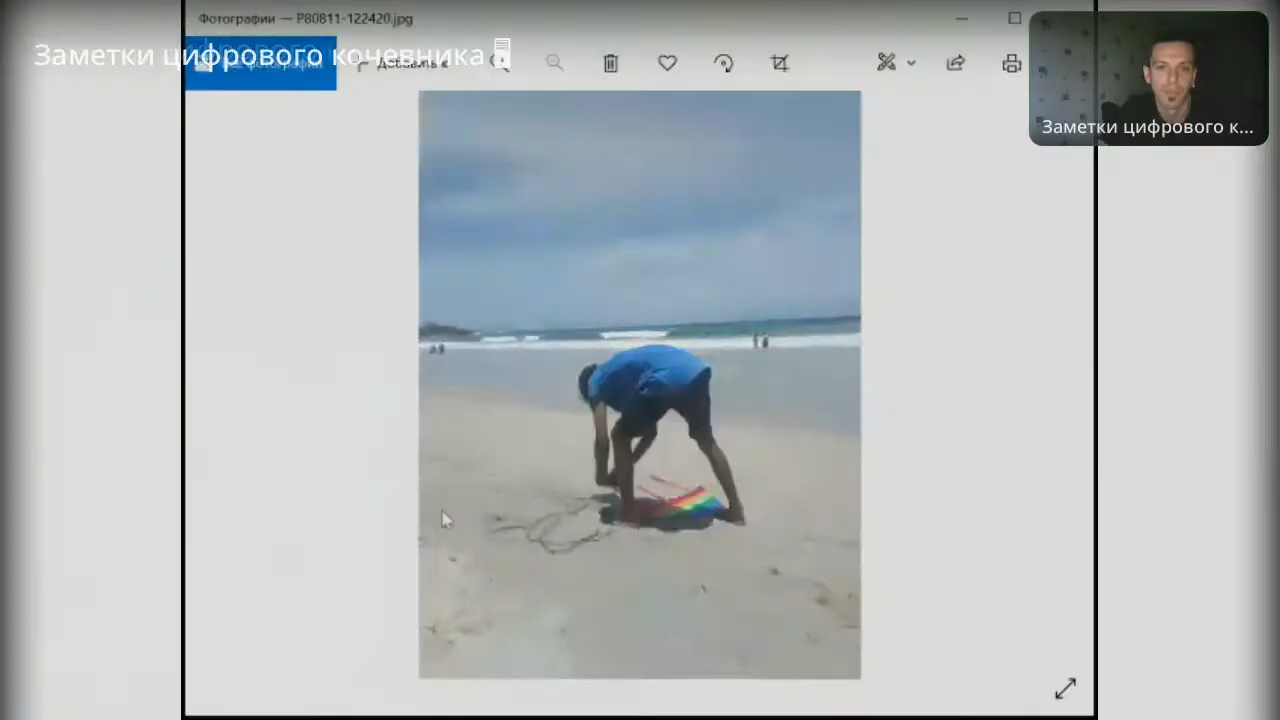 Фотографии — P80811-122420.jpg
Заметки цифрового кочевника
Добавить к
Заметки цифрового к...